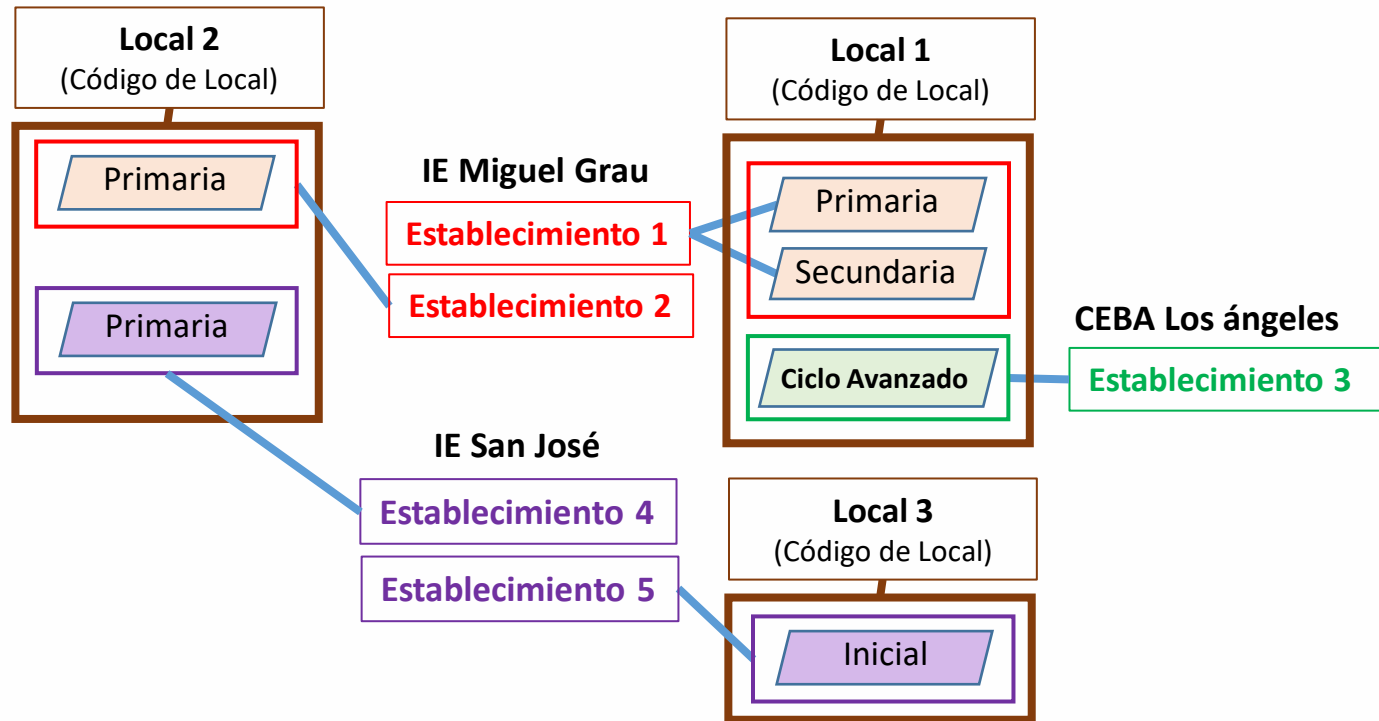 Local 2
(Código de Local)
Primaria
Primaria
IE Miguel Grau
Establecimiento 1
Establecimiento 2
Local 1
(Código de Local)
Primaria
Secundaria
Ciclo Avanzado
CEBA Los ángeles
Establecimiento 3
IE San José
Establecimiento 4
Establecimiento 5
Local 3
(Código de Local)
Inicial